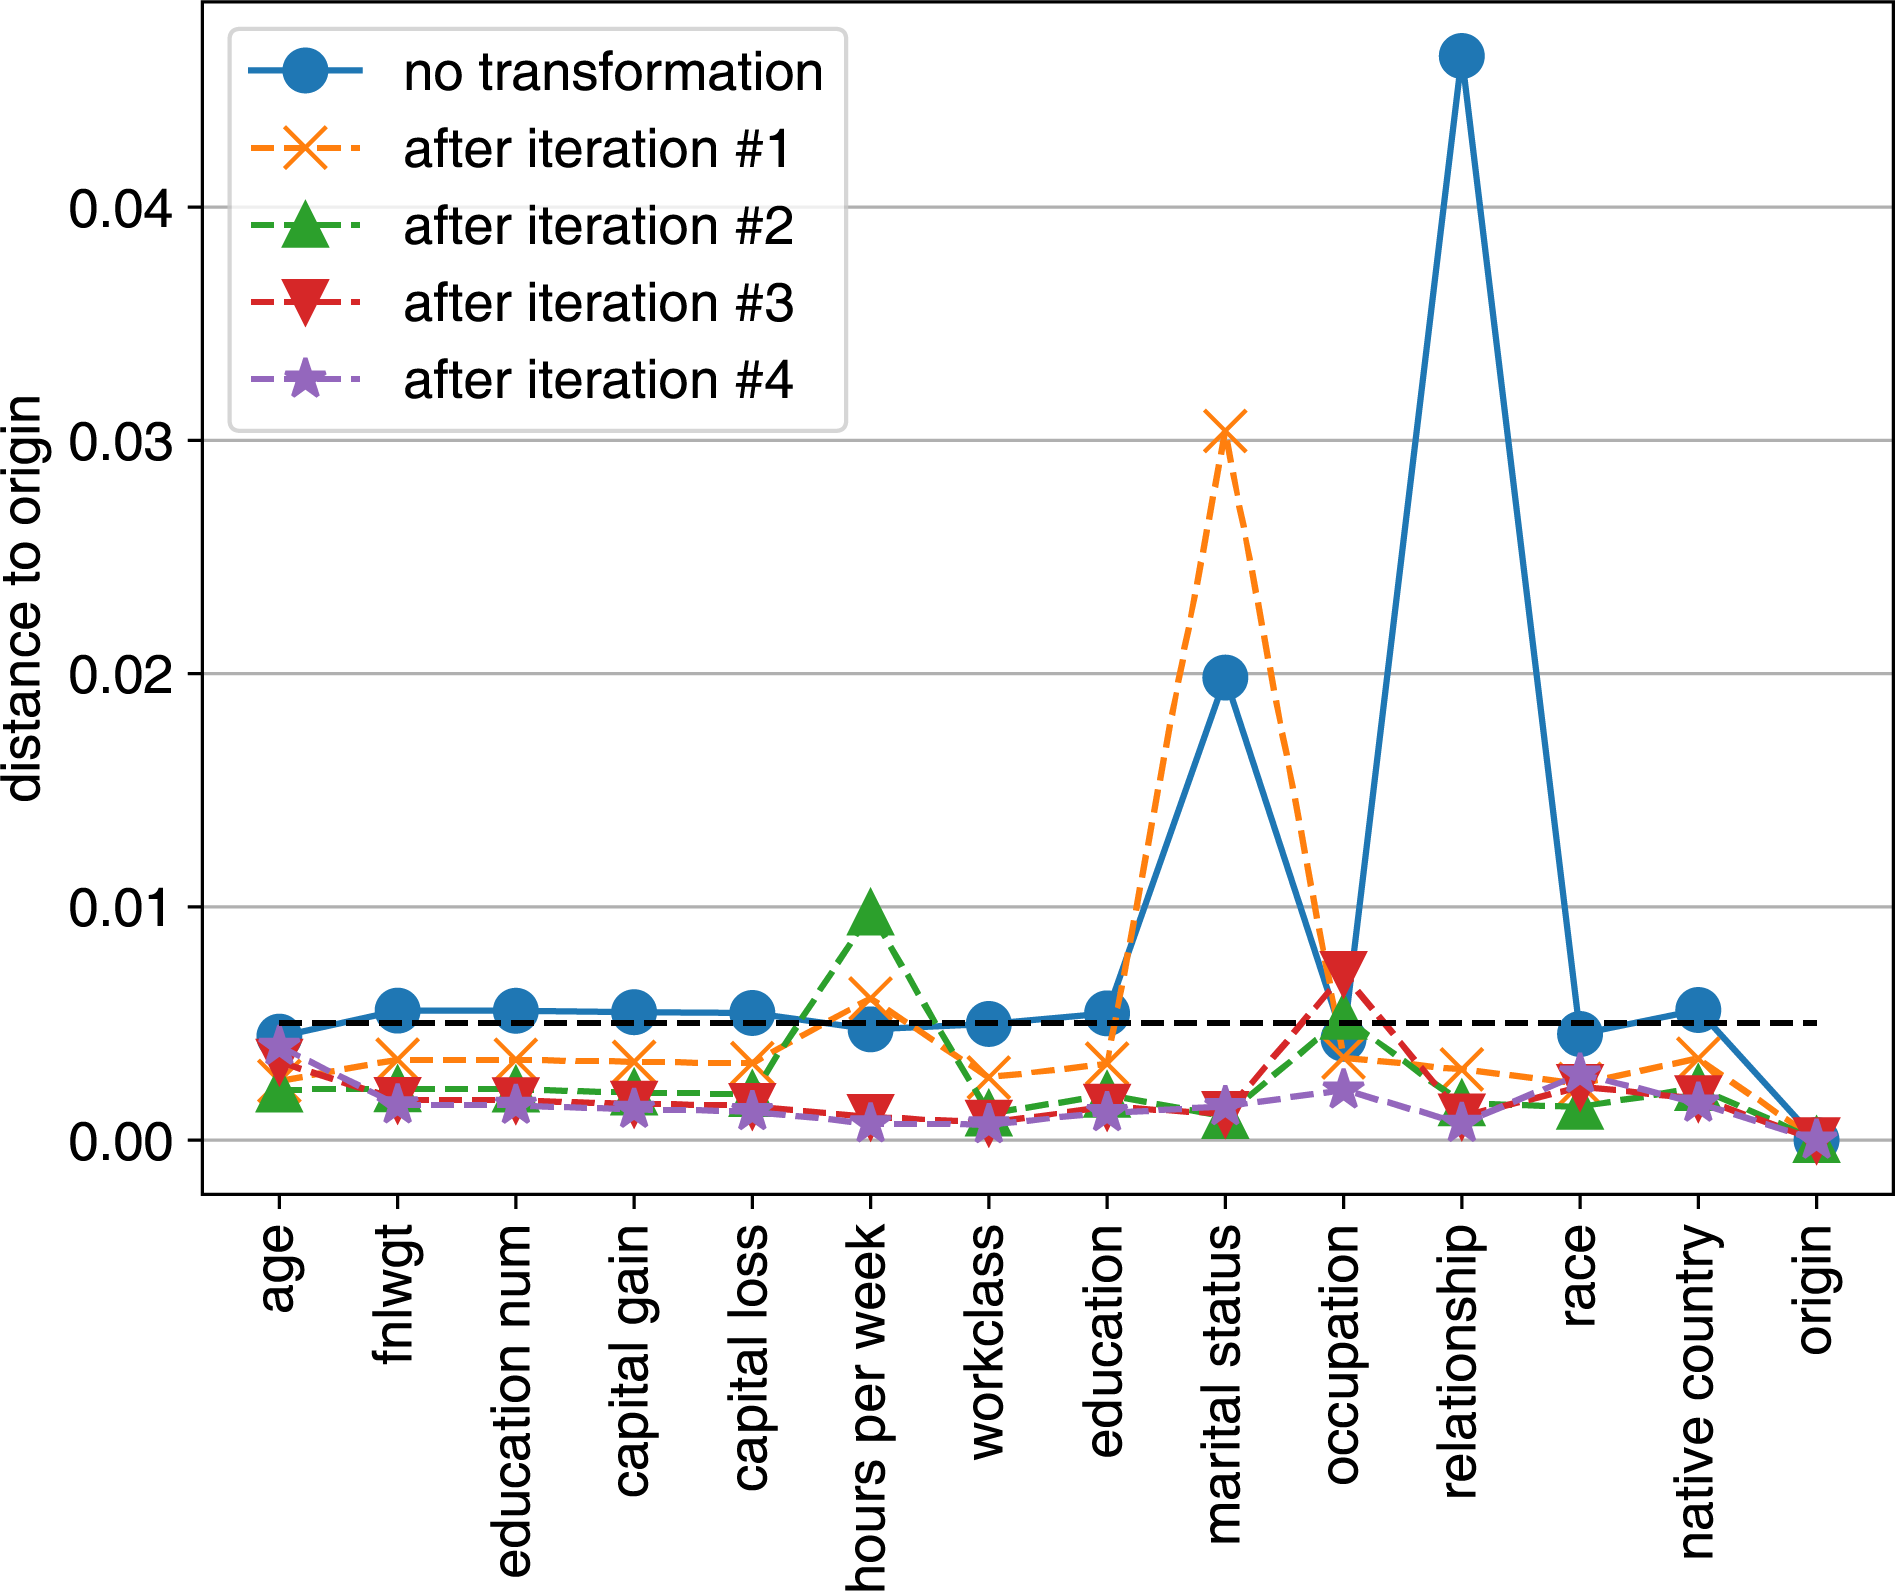 no transformation
after iteration #1
after iteration #2
after iteration #3
after iteration #4
distance to origin
0.04
0.03
0.02
0.01
0.00
age
fnlwgt
education num
capital gain
capital loss
hours per week
workclass
education
marital status
occupation
relationship
race
native country
origin